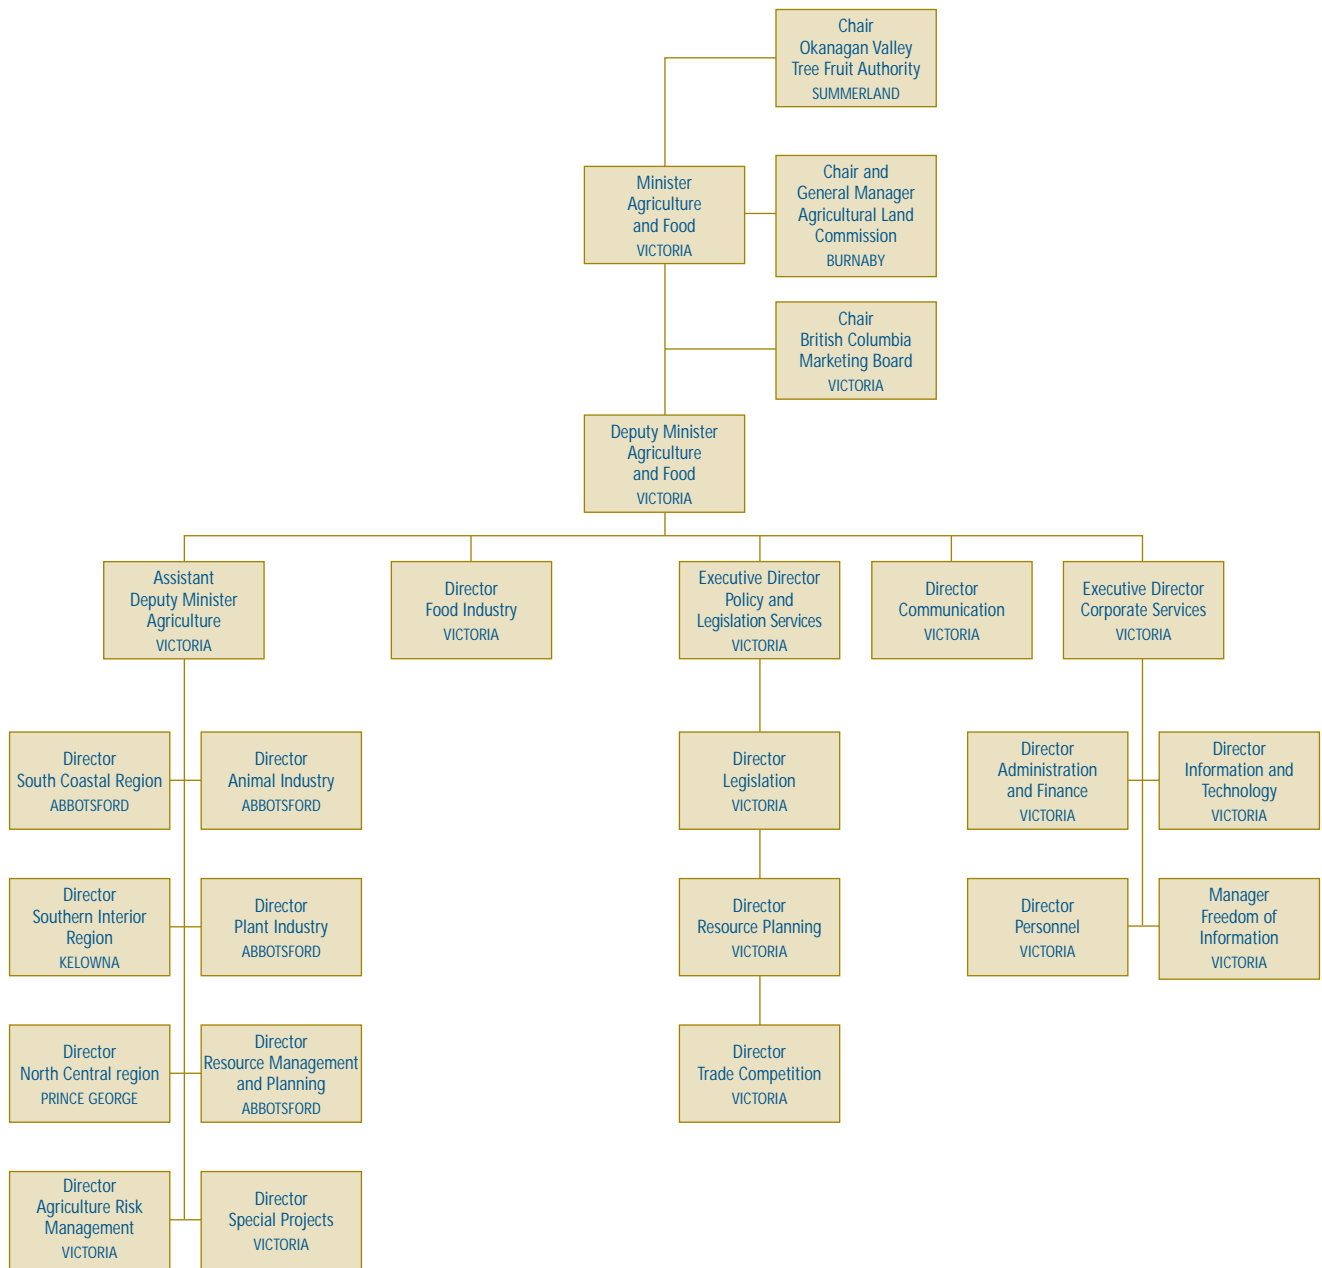 Chair
Okanagan Valley
Tree Fruit Authority
SUMMERLAND
Minister
Agriculture
and Food
VICTORIA
Chair and
General Manager
Agricultural Land
Commission
BURNABY
Chair
British Columbia
Marketing Board
VICTORIA
Deputy Minister
Agriculture
and Food
VICTORIA
Assistant
Deputy Minister
Agriculture
VICTORIA
Director
Food Industry
VICTORIA
Executive Director
Policy and
Legislation Services
VICTORIA
Director
Communication
VICTORIA
Executive Director
Corporate Services
VICTORIA
Director
South Coastal Region
ABBOTSFORD
Director
Animal Industry
ABBOTSFORD
Director
Legislation
VICTORIA
Director
Administration
and Finance
VICTORIA
Director
Information and
Technology
VICTORIA
Director
Southern Interior
Region
KELOWNA
Director
Plant Industry
ABBOTSFORD
Director
Resource Planning
VICTORIA
Director
Personnel
VICTORIA
Manager
Freedom of
Information
VICTORIA
Director
North Central region
PRINCE GEORGE
Director
Resource Management
and Planning
ABBOTSFORD
Director
Trade Competition
VICTORIA
Director
Agriculture Risk
Management
VICTORIA
Director
Special Projects
VICTORIA